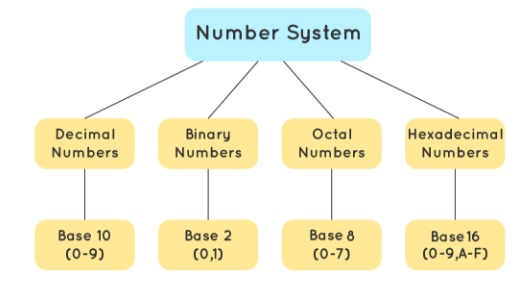 Number System
Decimal
Numbers
Binary
Numbers
Octal
Numbers
Hexadecimal
Numbers
Base 10
(0-9)
Base 2
(0,1)
Base 8
(0-7)
Base 16
(0-9,A-F)